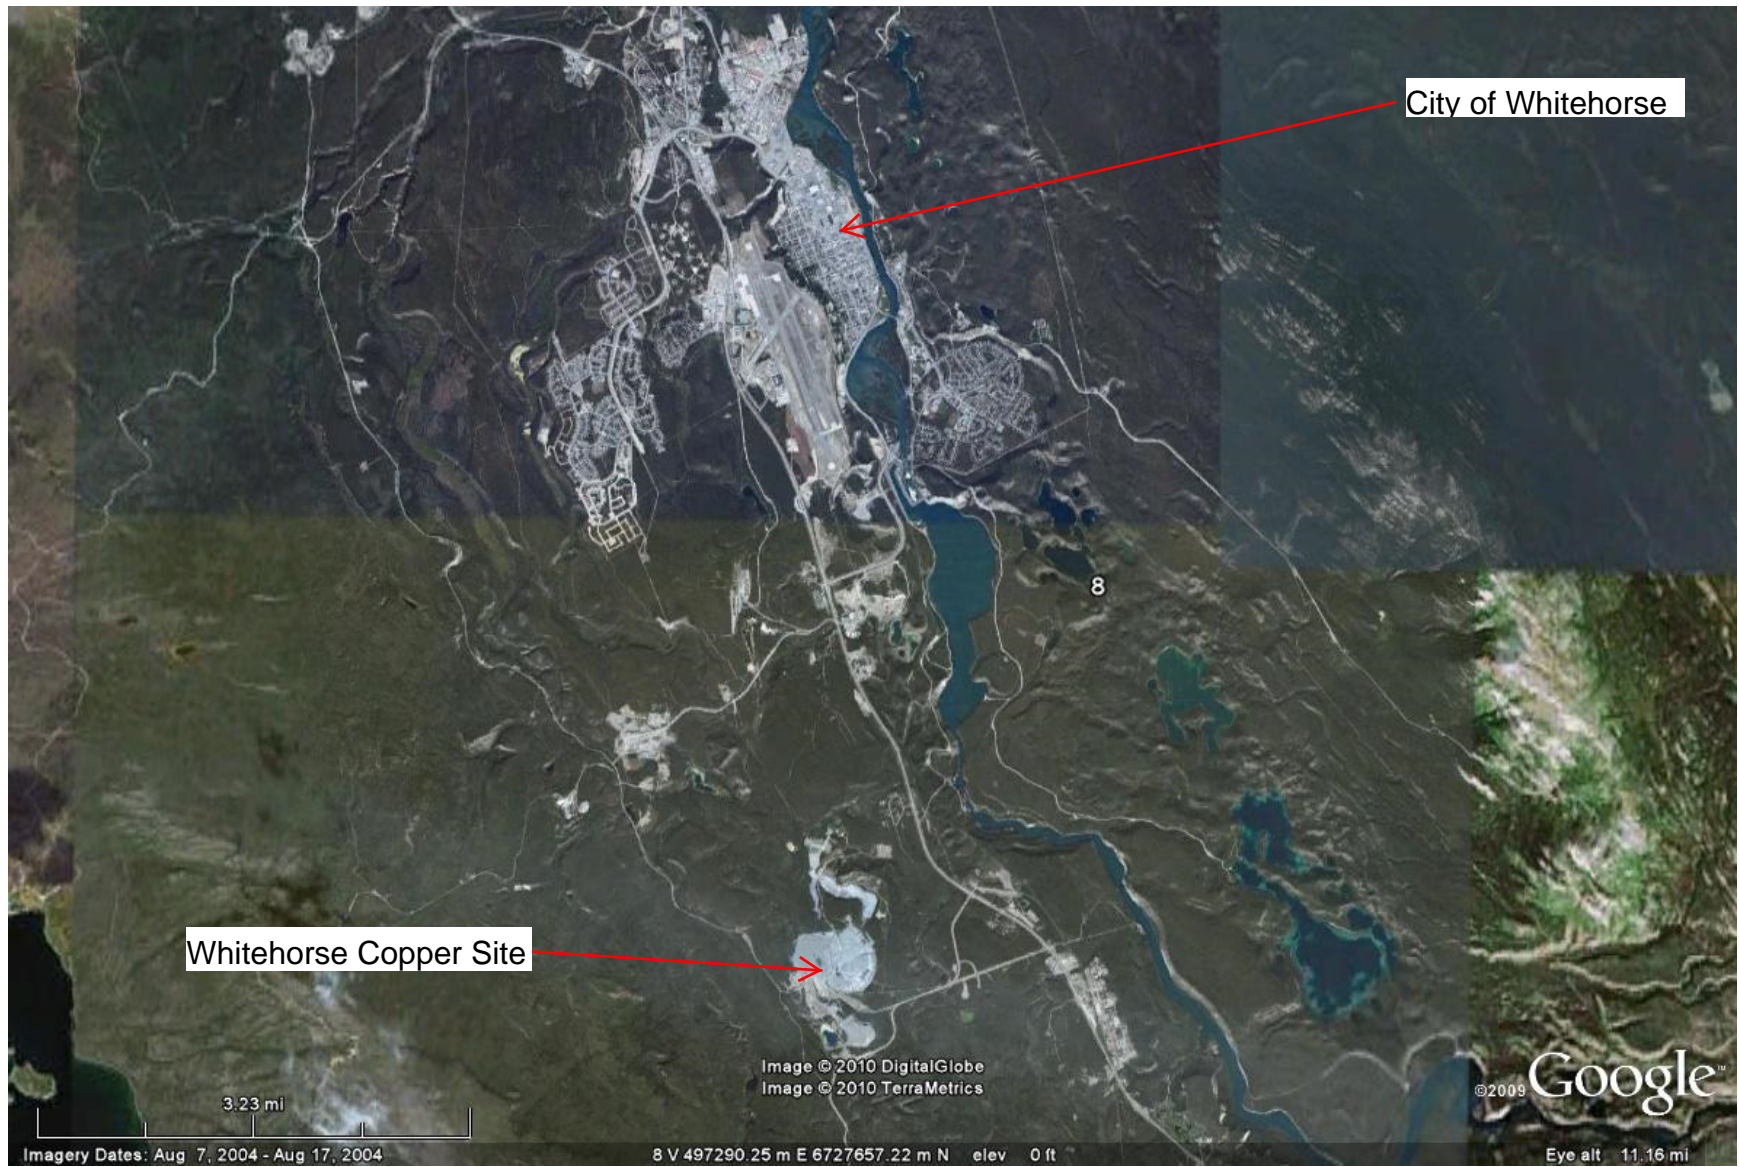 City of Whitehorse
8
Whitehorse Copper Site
Image © 2010 DigitalGlobe
Image © 2010 TerraMetrics
©2009 Google™
3.23 mi
Imagery Dates: Aug 7, 2004 - Aug 17, 2004 8 V 497290.25 m E 6727657.22 m N elev 0 ft Eye alt 11.16 mi